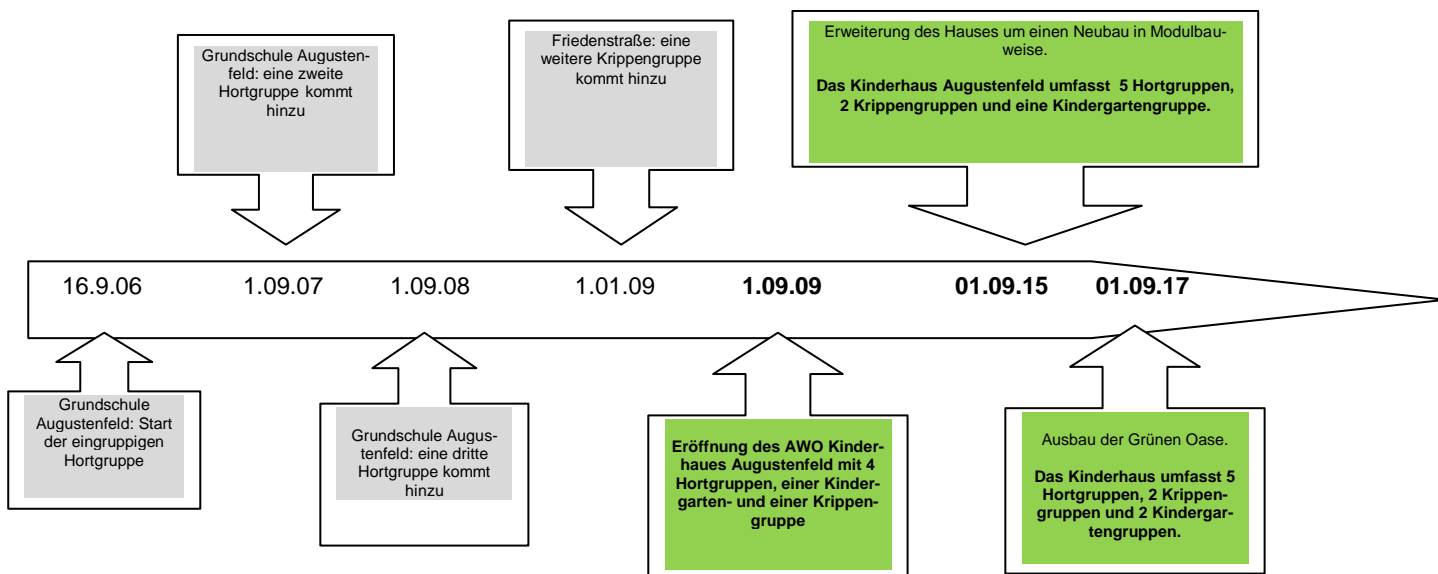 Grundschule Augusten-
feld: eine zweite
Hortgruppe kommt
hinzu
Friedenstraße: eine
weitere Krippengruppe
kommt hinzu
Erweiterung des Hauses um einen Neubau in Modulbau-
weise.
Das Kinderhaus Augustenfeld umfasst 5 Hortgruppen,
2 Krippengruppen und eine Kindergartengruppe.
16.9.06 1.09.07 1.09.08 1.01.09 1.09.09 01.09.15 01.09.17
Grundschule
Augustenfeld: Start
der eingruppigen
Hortgruppe
Grundschule Augus-
tenfeld: eine dritte
Hortgruppe kommt
hinzu
Eröffnung des AWO Kinder-
haues Augustenfeld mit 4
Hortgruppen, einer Kinder-
garten- und einer Krippen-
gruppe
Ausbau der Grünen Oase.
Das Kinderhaus umfasst 5
Hortgruppen, 2 Krippen-
gruppen und 2 Kindergar-
tengruppen.